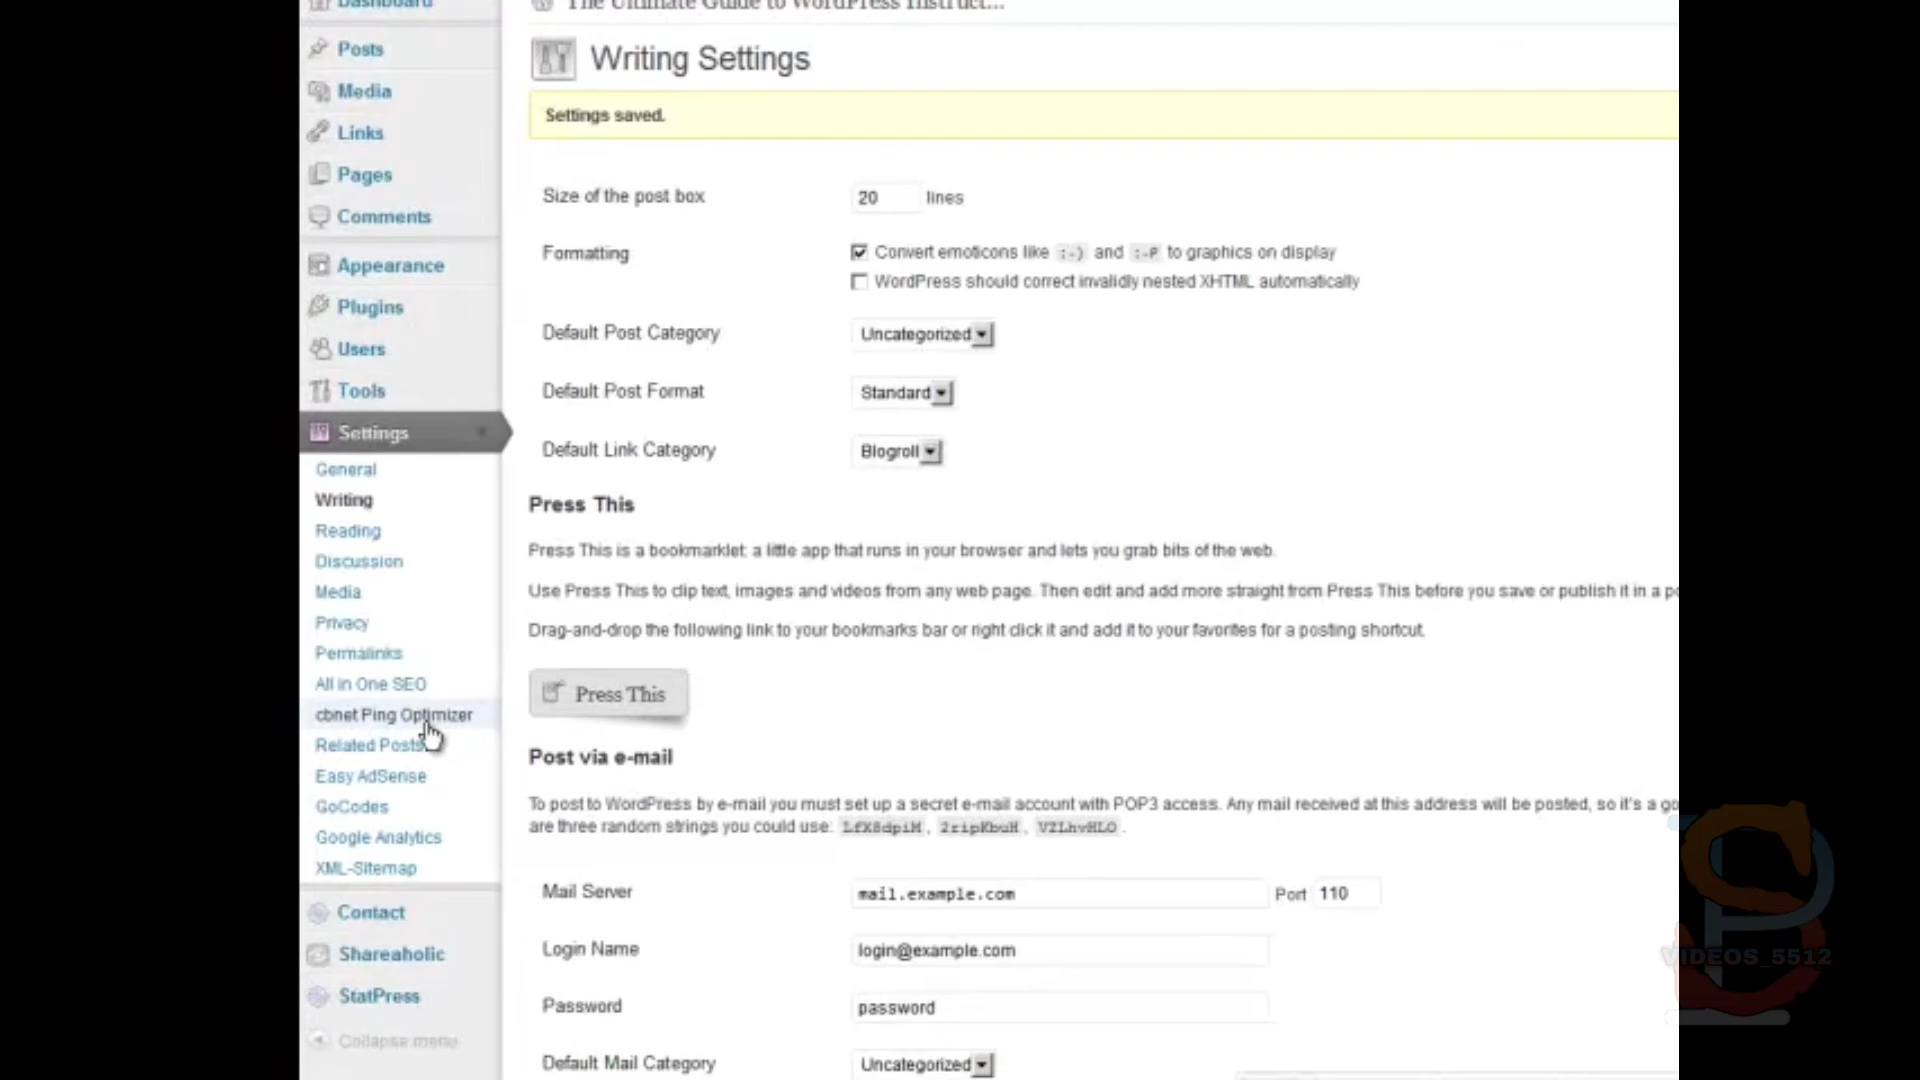 Dashboard
The Ultimate Guide to WordPress Instruct...
Posts
Media
Links
Pages
Comments
Appearance
Plugins
Users
Tools
Settings
General
Writing
Reading
Discussion
Media
Privacy
Permalinks
All in One SEO
cbnet Ping Optimizer
Related Posts
Easy AdSense
GoCodes
Google Analytics
XML-Sitemap
Contact
Shareaholic
StatPress
Collapse menu
Writing Settings
Settings saved.
Size of the post box 20 lines
Formatting Convert emoticons like :-) and :-P to graphics on display
WordPress should correct invalidly nested XHTML automatically
Default Post Category Uncategorized
Default Post Format Standard
Default Link Category Blogroll
Press This
Press This is a bookmarklet: a little app that runs in your browser and lets you grab bits of the web.
Use Press This to clip text, images and videos from any web page. Then edit and add more straight from Press This before you save or publish it in a
Drag-and-drop the following link to your bookmarks bar or right click it and add it to your favorites for a posting shortcut.
Press This
Post via e-mail
To post to WordPress by e-mail you must set up a secret e-mail account with POP3 access. Any mail received at this address will be posted, so it's a
are three random strings you could use:
Mail Server mail.example.com Port 110
Login Name login@example.com
Password password
Default Mail Category Uncategorized
VIDEOS_5512